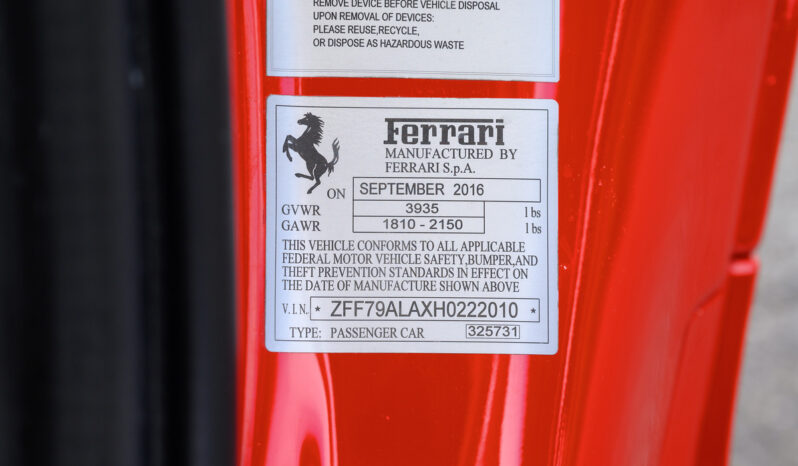 REMOVE DEVICE BEFORE VEHICLE DISPOSAL
UPON REMOVAL OF DEVICES:
PLEASE REUSE,RECYCLE,
OR DISPOSE AS HAZARDOUS WASTE
Ferrari
MANUFACTURED BY
FERRARI S.p.A.
ON SEPTEMBER 2016
GVWR 3935 lbs
GAWR 1810 - 2150 lbs
THIS VEHICLE CONFORMS TO ALL APPLICABLE
FEDERAL MOTOR VEHICLE SAFETY,BUMPER,AND
THEFT PREVENTION STANDARDS IN EFFECT ON
THE DATE OF MANUFACTURE SHOWN ABOVE
V.I.N. * ZFF79ALAXH0222010 *
TYPE: PASSENGER CAR 325731